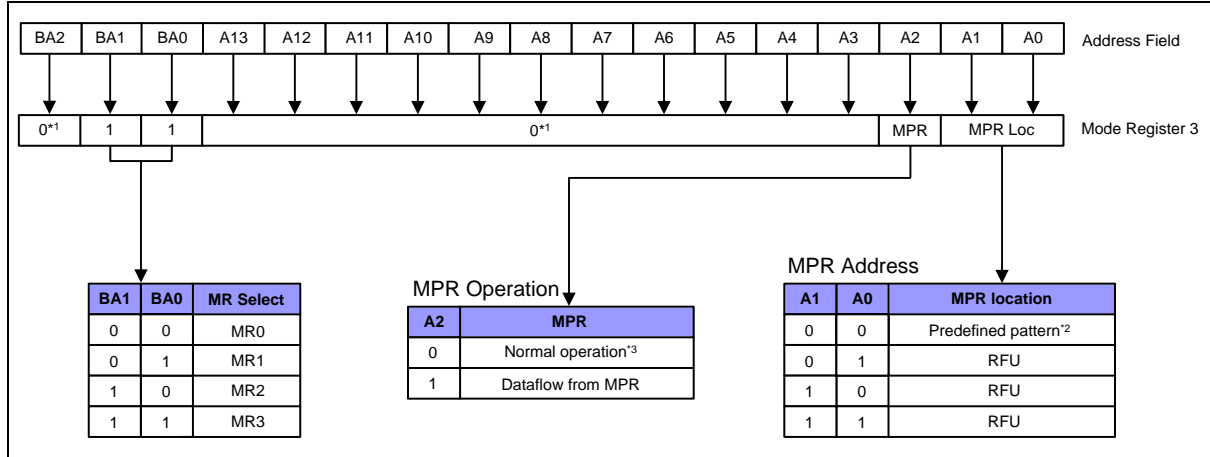 BA2 BA1 BA0 A13 A12 A11 A10 A9 A8 A7 A6 A5 A4 A3 A2 A1 A0 Address Field
0*1 1 1 0*1 MPR MPR Loc Mode Register 3
MPR Address
MPR Operation
BA1 BA0 MR Select
0 0 MR0
0 1 MR1
1 0 MR2
1 1 MR3
A2 MPR
0 Normal operation*3
1 Dataflow from MPR
A1 A0 MPR location
0 0 Predefined pattern*2
0 1 RFU
1 0 RFU
1 1 RFU